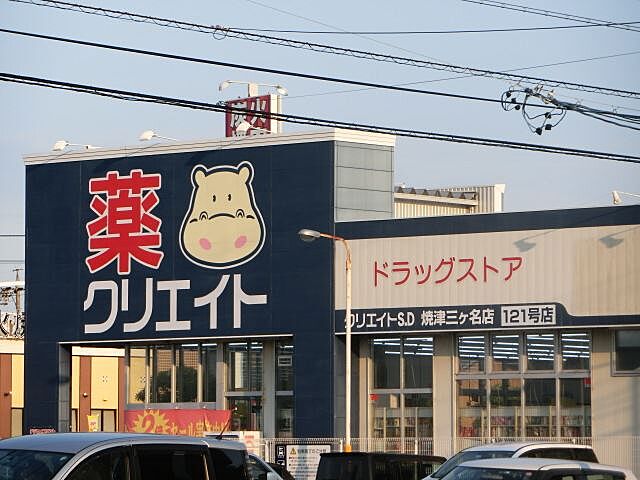 薬
クリエイト
ドラッグストア
クリエイトS.D 焼津三ヶ名店 121号店